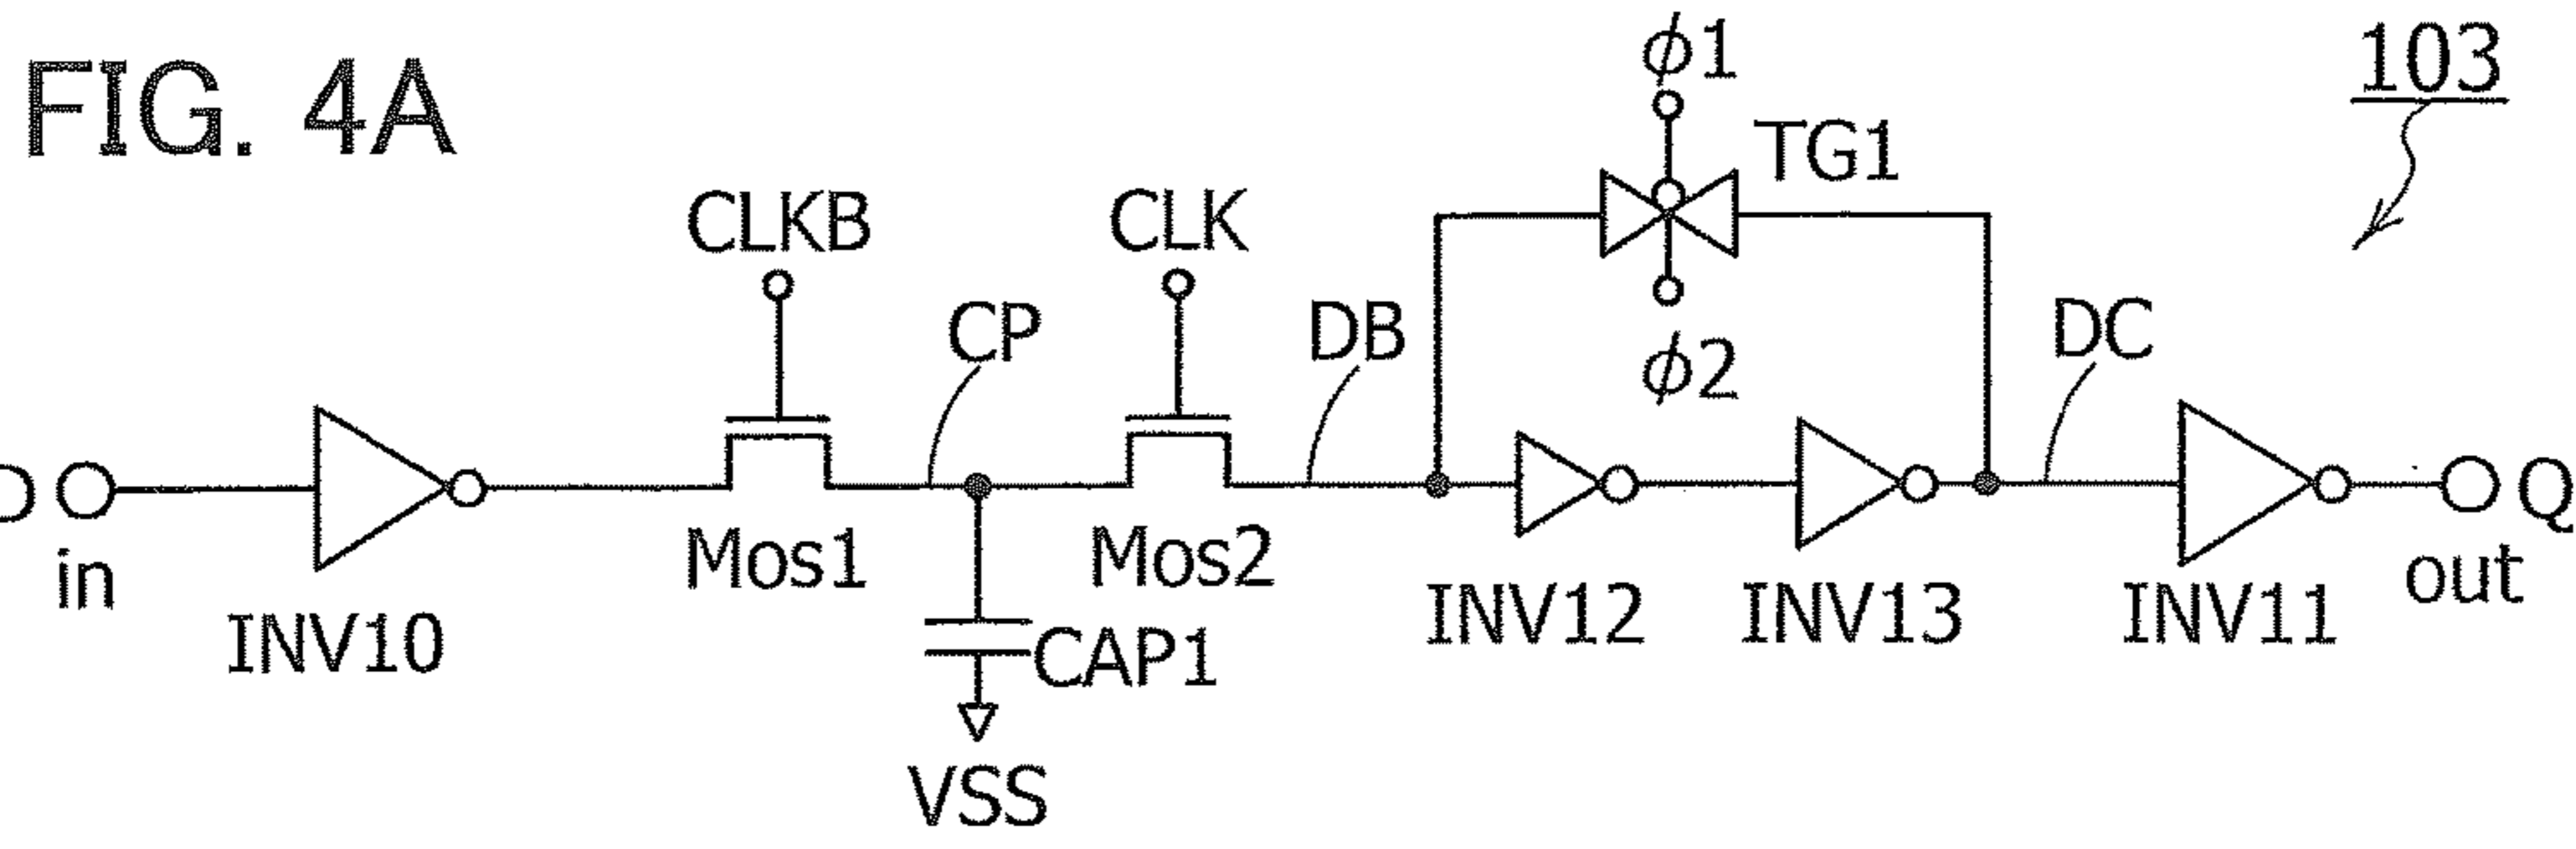 FIG. 4A
ϕ1
103
TG1
CLKB
CLK
CP
DB
ϕ2
DC
D
in
Mos1
Mos2
Q
out
INV10
CAP1
INV12
INV13
INV11
VSS